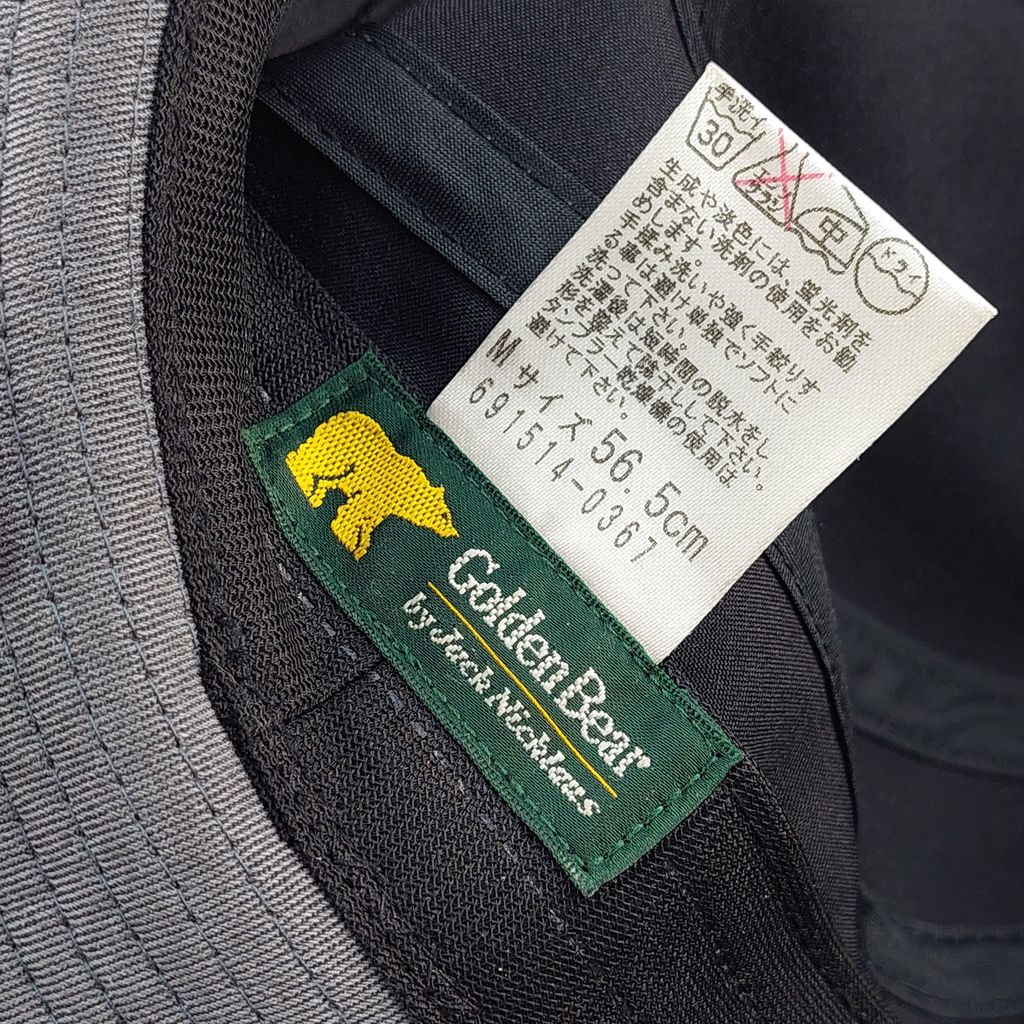 手洗イ
30
エンソ
中
ドライ
生成や淡色には、蛍光剤を
含まない洗剤の使用をお勧
めします。
手揉み洗いや強く手絞りす
る事は避け単独でソフトに
洗って下さい。
洗濯後は短時間の脱水をし
形を整えて陰干しして下さい。
タンブラー乾燥機の使用は
避けて下さい。
Mサイズ 56.5cm
691514-0367
GoldenBear
by Jack Nicklaus